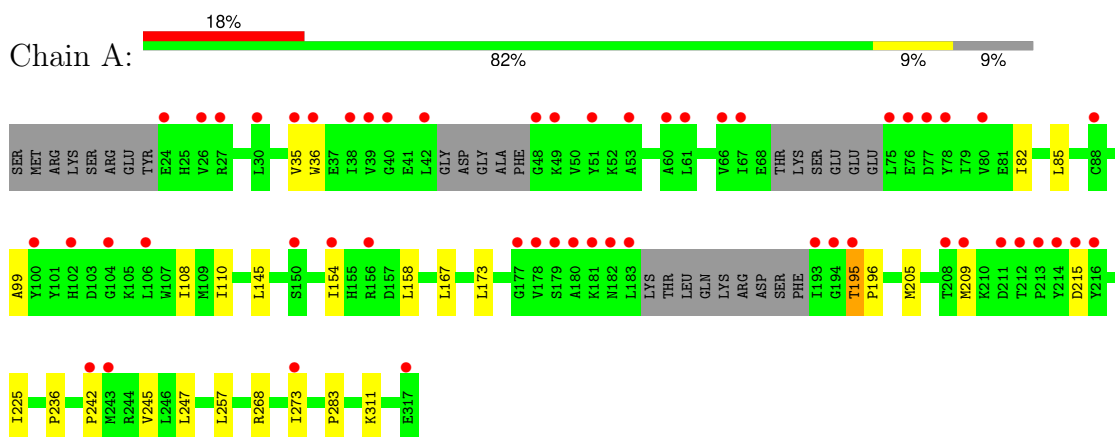 18%
Chain A:
82% 9% 9%
SER MET ARG LYS SER ARG GLU TYR E24 H25 V26 R27 L30 V35 W36 E37 I38 V39 G40 E41 L42 GLY ASP GLY ALA PHE G48 K49 V50 Y51 K52 A53 A60 L61 V66 I67 E68 THR LYS SER GLU GLU GLU L75 E76 D77 Y78 I79 V80 E81 I82 L85 C88
A99 Y100 Y101 H102 D103 G104 K105 L106 W107 I108 M109 I110 L145 S150 I154 H155 R156 D157 L158 L167 L173 G177 V178 S179 A180 K181 N182 L183 LYS THR LEU GLN LYS ARG ASP SER PHE I193 G194 T195 P196 M205 T208 M209 K210 D211 T212 P213 Y214 D215 Y216
I225 P236 P242 M243 R244 V245 L246 L247 L257 R268 I273 P283 K311 E317